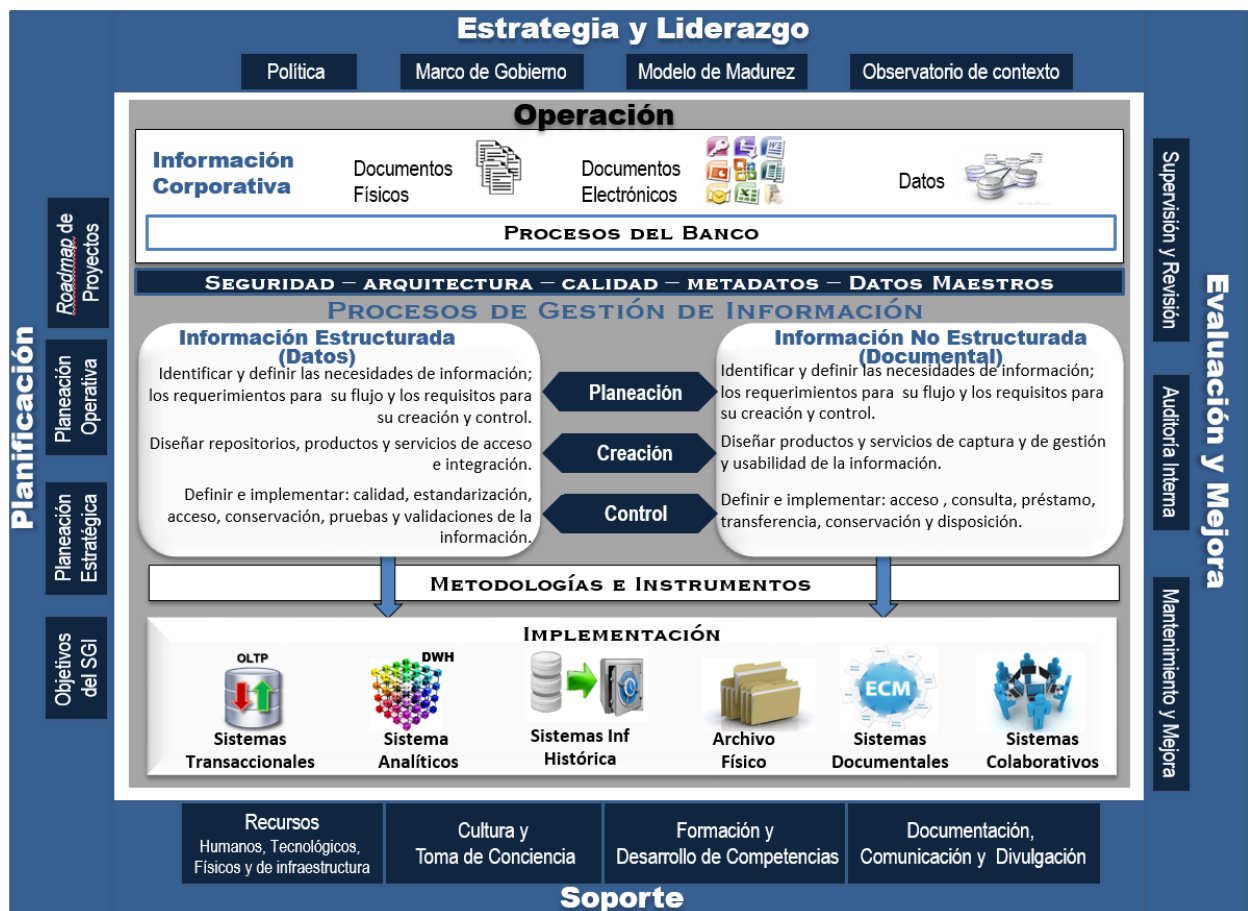 Estrategia y Liderazgo
Política
Marco de Gobierno
Modelo de Madurez
Observatorio de contexto
Planificación
Roadmap de
Proyectos
Planeación
Operativa
Planeación
Estratégica
Objetivos
del SGI
Operación
Información
Corporativa
Documentos
Físicos
Documentos
Electrónicos
Datos
PROCESOS DEL BANCO
SEGURIDAD – ARQUITECTURA – CALIDAD – METADATOS – DATOS MAESTROS
PROCESOS DE GESTIÓN DE INFORMACIÓN
Información Estructurada
(Datos)
Identificar y definir las necesidades de información;
los requerimientos para su flujo y los requisitos para
su creación y control.
Diseñar repositorios, productos y servicios de acceso
e integración.
Definir e implementar: calidad, estandarización,
acceso, conservación, pruebas y validaciones de la
información.
Planeación
Creación
Control
Información No Estructurada
(Documental)
Identificar y definir las necesidades de información;
los requerimientos para su flujo y los requisitos para
su creación y control.
Diseñar productos y servicios de captura y de gestión
y usabilidad de la información.
Definir e implementar: acceso , consulta, préstamo,
transferencia, conservación y disposición.
METODOLOGÍAS E INSTRUMENTOS
IMPLEMENTACIÓN
OLTP
Sistemas
Transaccionales
DWH
Sistema
Analíticos
Sistemas Inf
Histórica
Archivo
Físico
ECM
Sistemas
Documentales
Sistemas
Colaborativos
Evaluación y Mejora
Supervisión y Revisión
Auditoría Interna
Mantenimiento y Mejora
Recursos
Humanos, Tecnológicos,
Físicos y de infraestructura
Cultura y
Toma de Conciencia
Formación y
Desarrollo de Competencias
Documentación,
Comunicación y Divulgación
Soporte